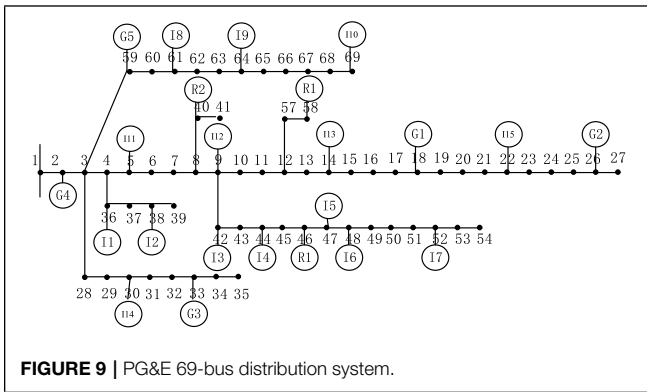 G5 I8 I9 I10
59 60 61 62 63 64 65 66 67 68 69
R2 R1
40 41 57 58
I11 I12 I13 G1 I15 G2
1 2 3 4 5 6 7 8 9 10 11 12 13 14 15 16 17 18 19 20 21 22 23 24 25 26 27
G4
36 37 38 39
I1 I2
I5
42 43 44 45 46 47 48 49 50 51 52 53 54
I3 I4 R1 I6 I7
28 29 30 31 32 33 34 35
I14 G3
FIGURE 9 | PG&E 69-bus distribution system.